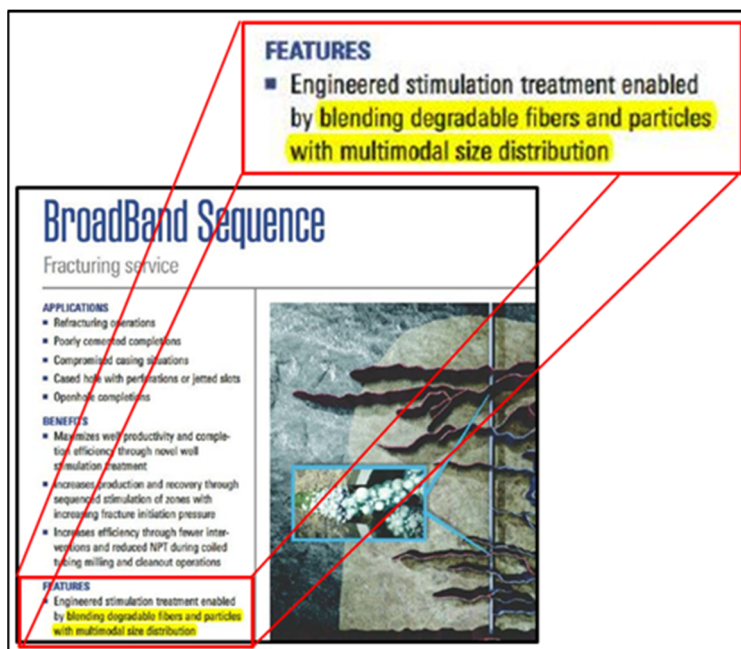 FEATURES
▪ Engineered stimulation treatment enabled
by blending degradable fibers and particles
with multimodal size distribution
BroadBand Sequence
Fracturing service
APPLICATIONS
▪ Refracturing operations
▪ Poorly cemented completions
▪ Compromised casing situations
▪ Cased hole with perforations or jetted slots
▪ Openhole completions
BENEFITS
▪ Maximizes well productivity and comple-
tion efficiency through novel well
stimulation treatment
▪ Increases production and recovery through
sequenced stimulation of zones with
increasing fracture initiation pressure
▪ Increases efficiency through fewer inter-
ventions and reduced NPT during coiled
tubing milling and cleanout operations
FEATURES
▪ Engineered stimulation treatment enabled
by blending degradable fibers and particles
with multimodal size distribution